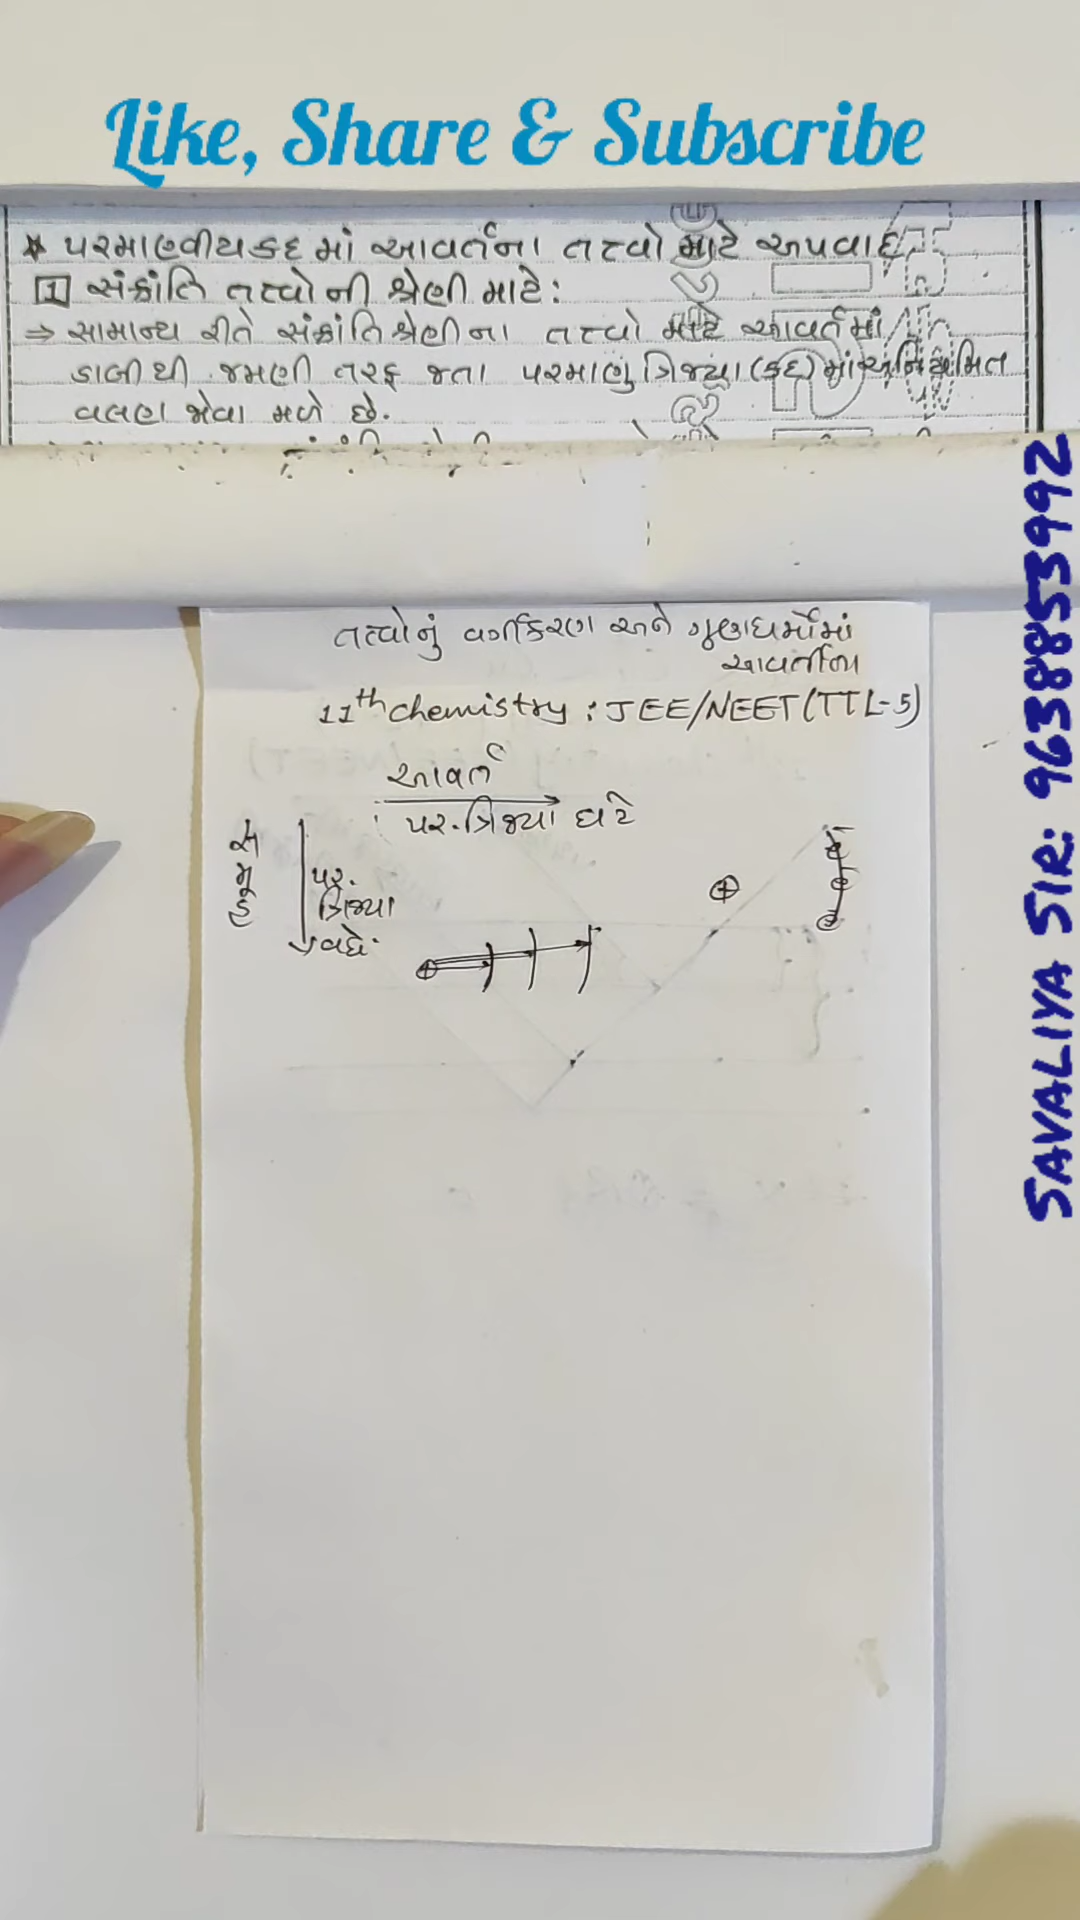 Like, Share & Subscribe
* પરમાણ્વીય કદ માં આવર્તના તત્ત્વો માટે અપવાદ
1 સંક્રાંતિ તત્ત્વો ની શ્રેણી માટે:
⇒ સામાન્ય રીતે સંક્રાંતિ શ્રેણી ના તત્ત્વો માટે આવર્તમાં
ડાબી થી જમણી તરફ જતા પરમાણુ ત્રિજ્યા (કદ) માં અનિયમિત
વલણ જોવા મળે છે.
તત્વોનું વર્ગીકરણ અને ગુણધર્મોમાં
આવર્તીતા
11th chemistry : JEE/NEET (TTL-5)
આવર્ત
પર. ત્રિજ્યા ઘટે
સમૂહ
પર.
ત્રિજ્યા
વધે.
SAVALIYA SIR: 9638853992